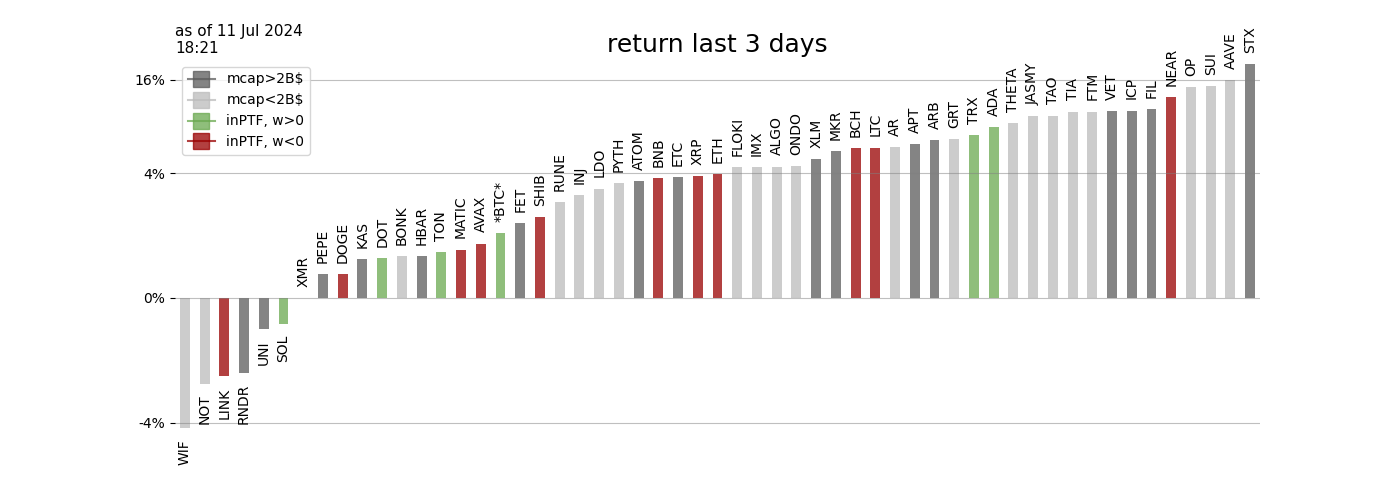 as of 11 Jul 2024
18:21
return last 3 days
mcap>2B$
mcap<2B$
inPTF, w>0
inPTF, w<0
16%
4%
0%
-4%
WIF
NOT
LINK
RNDR
UNI
SOL
XMR
PEPE
DOGE
KAS
DOT
BONK
HBAR
TON
MATIC
AVAX
*BTC*
FET
SHIB
RUNE
INJ
LDO
PYTH
ATOM
BNB
ETC
XRP
ETH
FLOKI
IMX
ALGO
ONDO
XLM
MKR
BCH
LTC
AR
APT
ARB
GRT
TRX
ADA
THETA
JASMY
TAO
TIA
FTM
VET
ICP
FIL
NEAR
OP
SUI
AAVE
STX